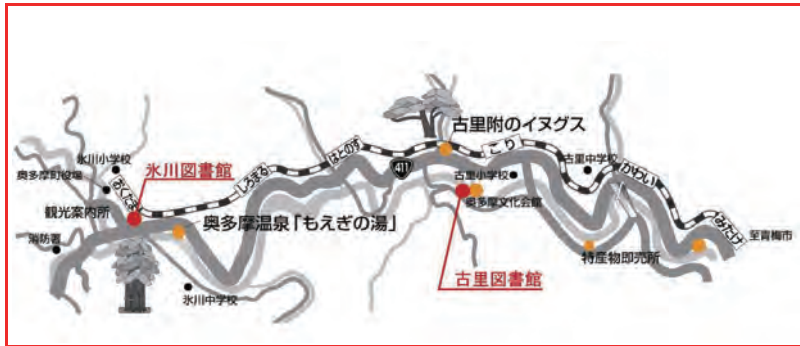 氷川小学校
奥多摩町役場
おくたま
観光案内所
消防署
氷川図書館
奥多摩温泉「もえぎの湯」
氷川中学校
しろまる
はとのす
411
古里附のイヌグス
こり
古里小学校
奥多摩文化会館
古里図書館
古里中学校
かわい
特産物即売所
みたけ
至青梅市